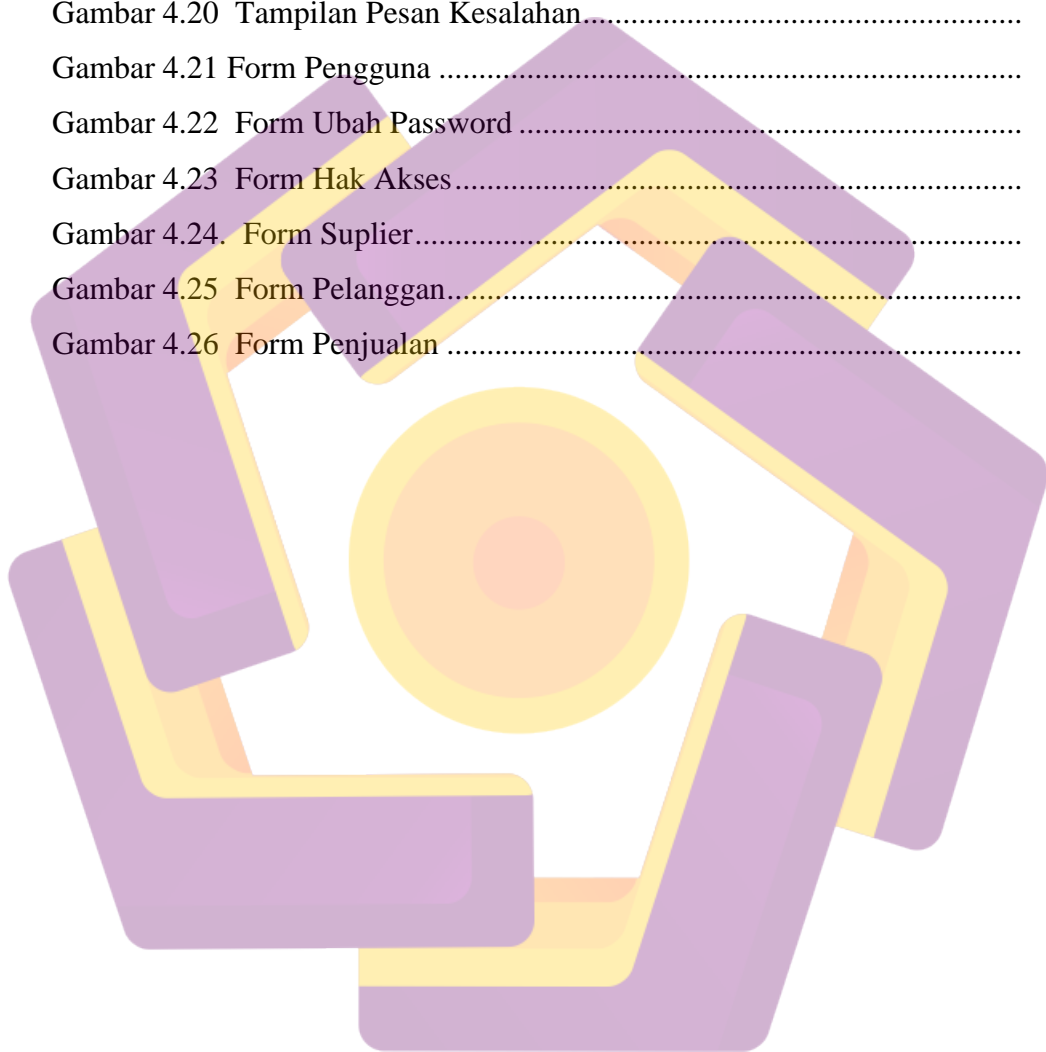 Gambar 4.20  Tampilan Pesan Kesalahan......................................................
Gambar 4.21 Form Pengguna ........................................................................
Gambar 4.22  Form Ubah Password ..............................................................
Gambar 4.23  Form Hak Akses......................................................................
Gambar 4.24.  Form Suplier...........................................................................
Gambar 4.25  Form Pelanggan.......................................................................
Gambar 4.26  Form Penjualan .......................................................................